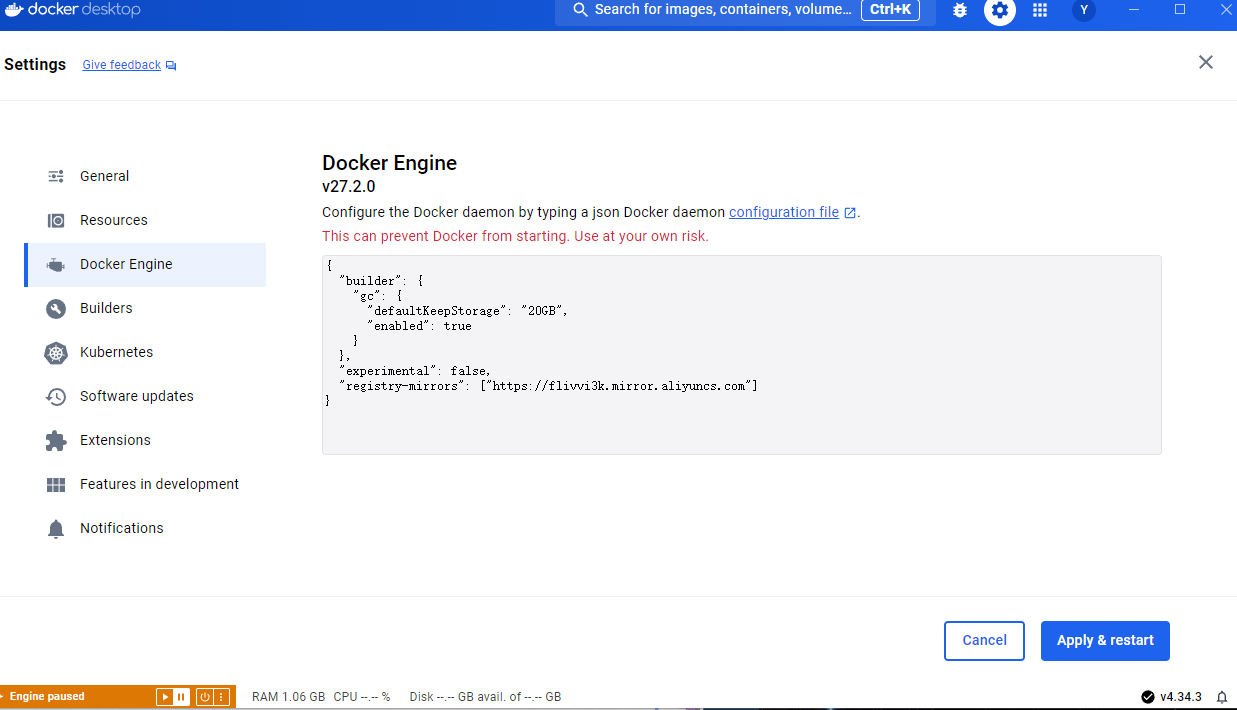 docker desktop
Search for images, containers, volume... Ctrl+K
Y
Settings Give feedback
General
Resources
Docker Engine
Builders
Kubernetes
Software updates
Extensions
Features in development
Notifications
Docker Engine
v27.2.0
Configure the Docker daemon by typing a json Docker daemon configuration file.
This can prevent Docker from starting. Use at your own risk.
{
  "builder": {
    "gc": {
      "defaultKeepStorage": "20GB",
      "enabled": true
    }
  },
  "experimental": false,
  "registry-mirrors": ["https://flivvi3k.mirror.aliyuncs.com"]
}
Cancel Apply & restart
Engine paused RAM 1.06 GB CPU --.-- % Disk --.-- GB avail. of --.-- GB v4.34.3